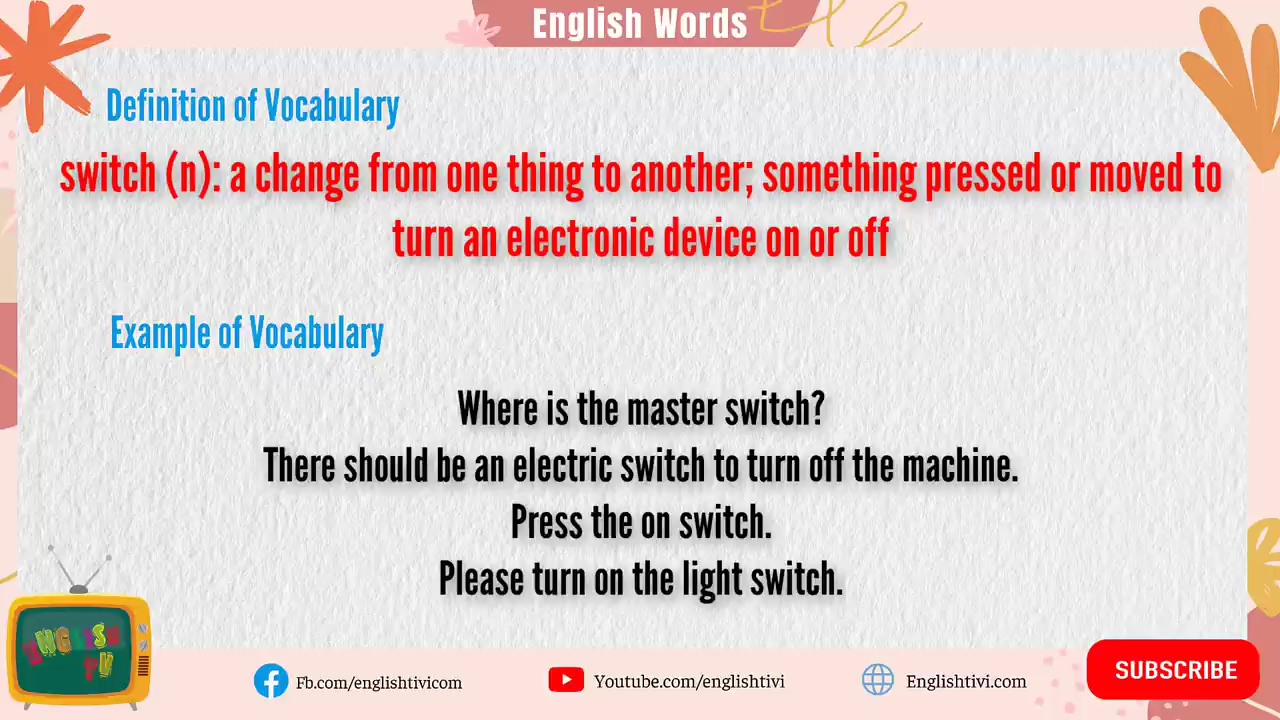 English Words
Definition of Vocabulary
switch (n): a change from one thing to another; something pressed or moved to
turn an electronic device on or off
Example of Vocabulary
Where is the master switch?
There should be an electric switch to turn off the machine.
Press the on switch.
Please turn on the light switch.
ENGLISH
TV
Fb.com/englishtivicom
Youtube.com/englishtivi
Englishtivi.com
SUBSCRIBE